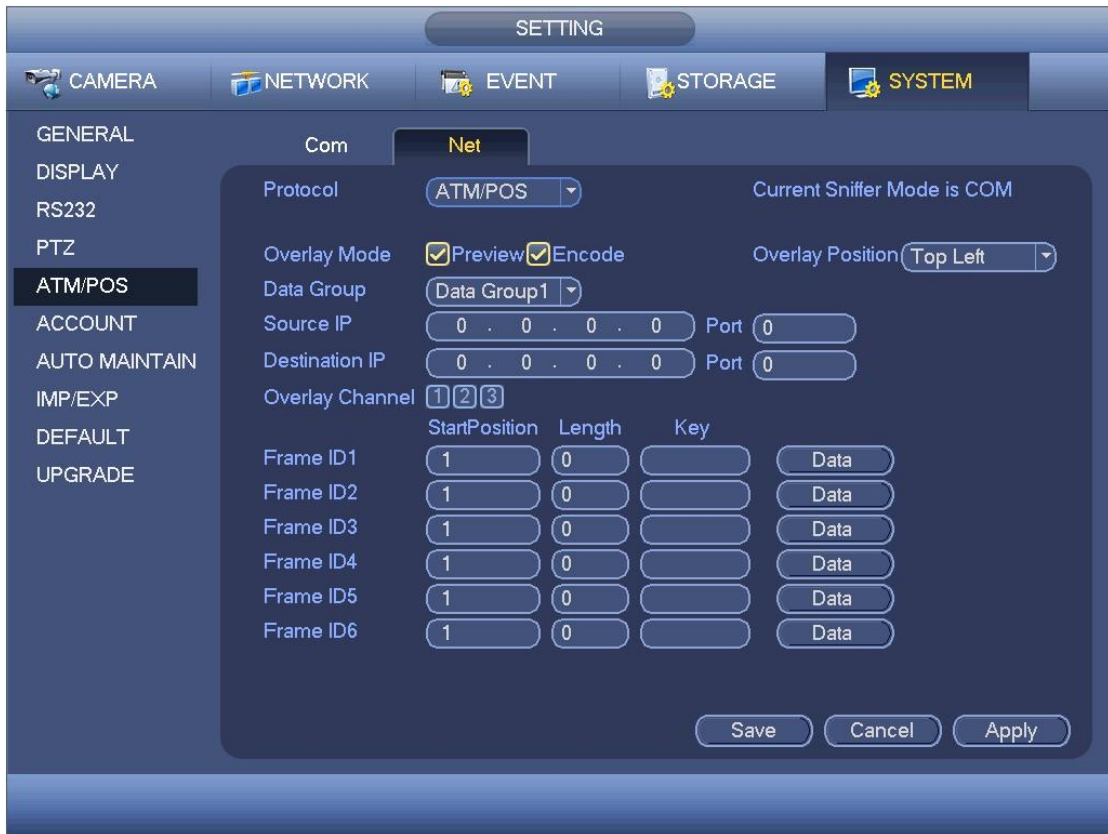 SETTING
CAMERA NETWORK EVENT STORAGE SYSTEM
GENERAL
DISPLAY
RS232
PTZ
ATM/POS
ACCOUNT
AUTO MAINTAIN
IMP/EXP
DEFAULT
UPGRADE
Com Net
Protocol ATM/POS Current Sniffer Mode is COM
Overlay Mode Preview Encode Overlay Position Top Left
Data Group Data Group1
Source IP 0 . 0 . 0 . 0 Port 0
Destination IP 0 . 0 . 0 . 0 Port 0
Overlay Channel 1 2 3
StartPosition Length Key
Frame ID1 1 0 Data
Frame ID2 1 0 Data
Frame ID3 1 0 Data
Frame ID4 1 0 Data
Frame ID5 1 0 Data
Frame ID6 1 0 Data
Save Cancel Apply